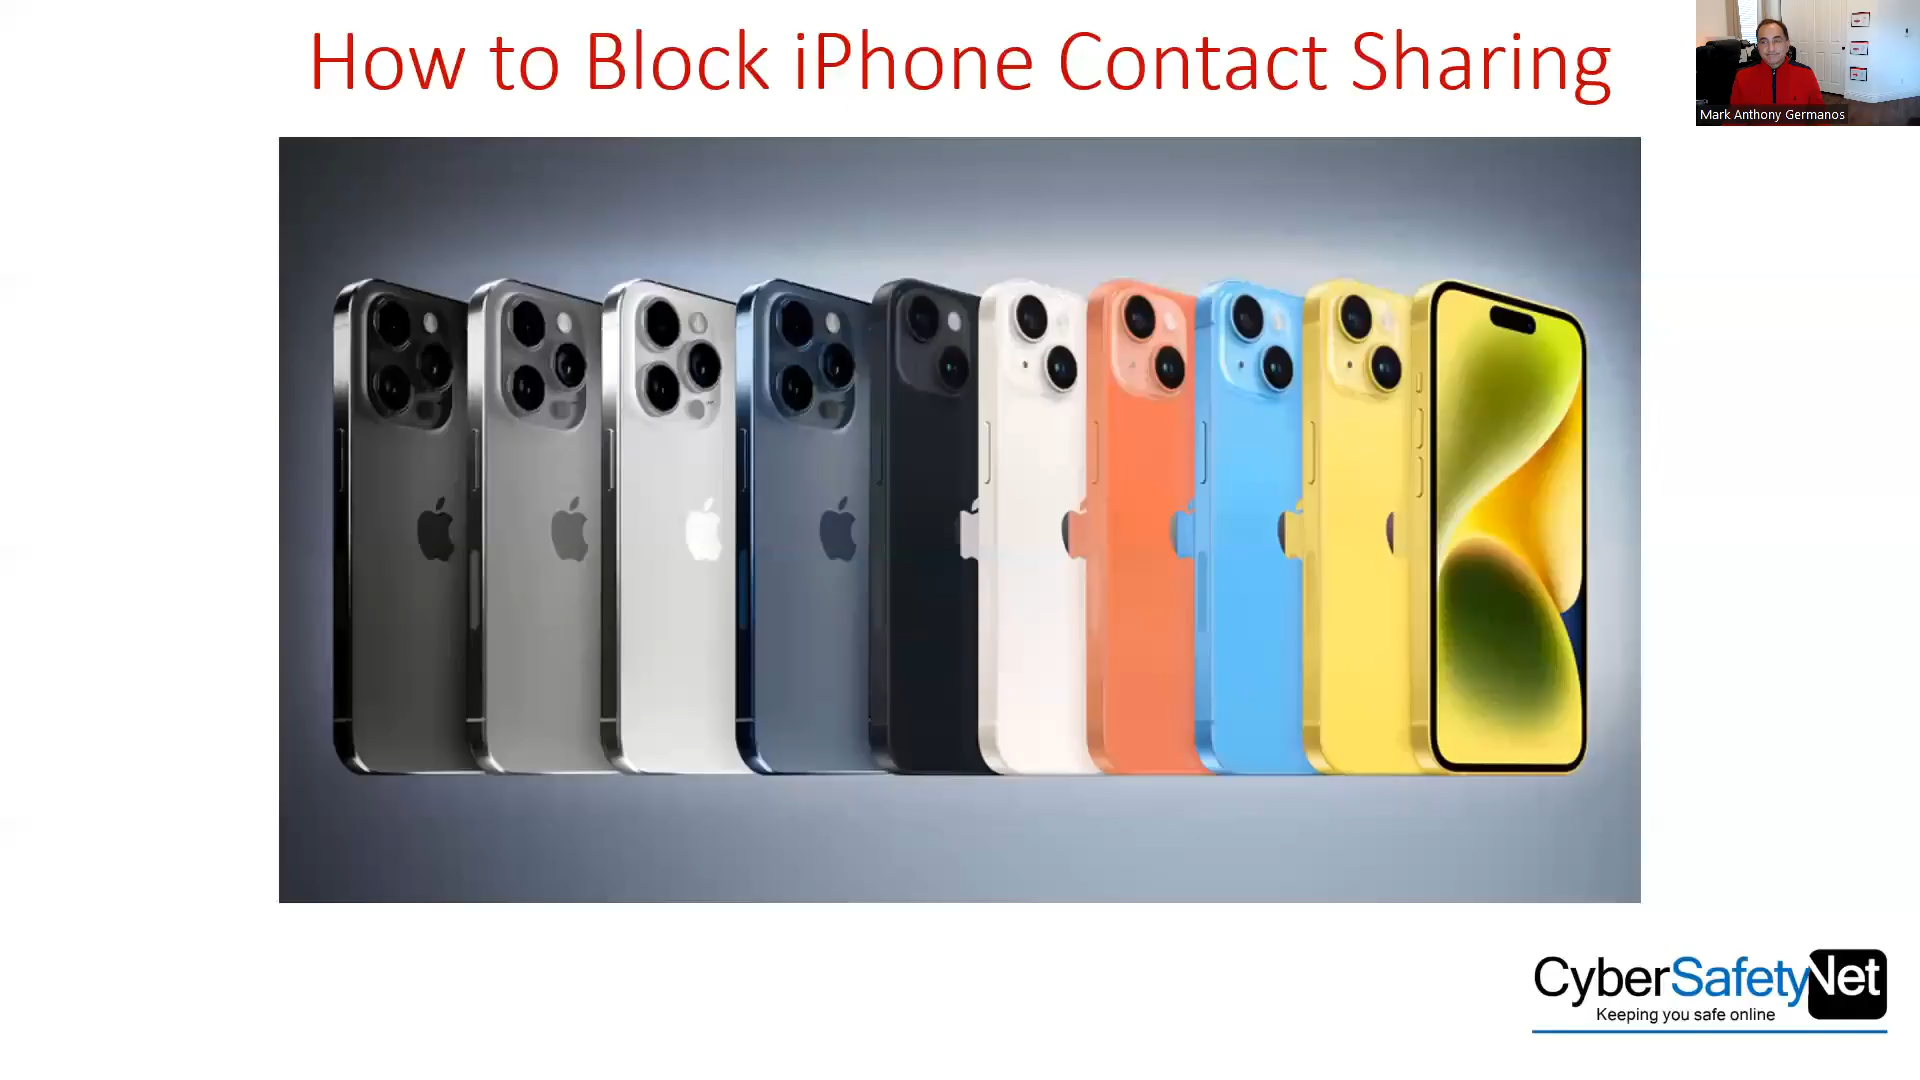 How to Block iPhone Contact Sharing
Mark Anthony Germanos
CyberSafetyNet
Keeping you safe online